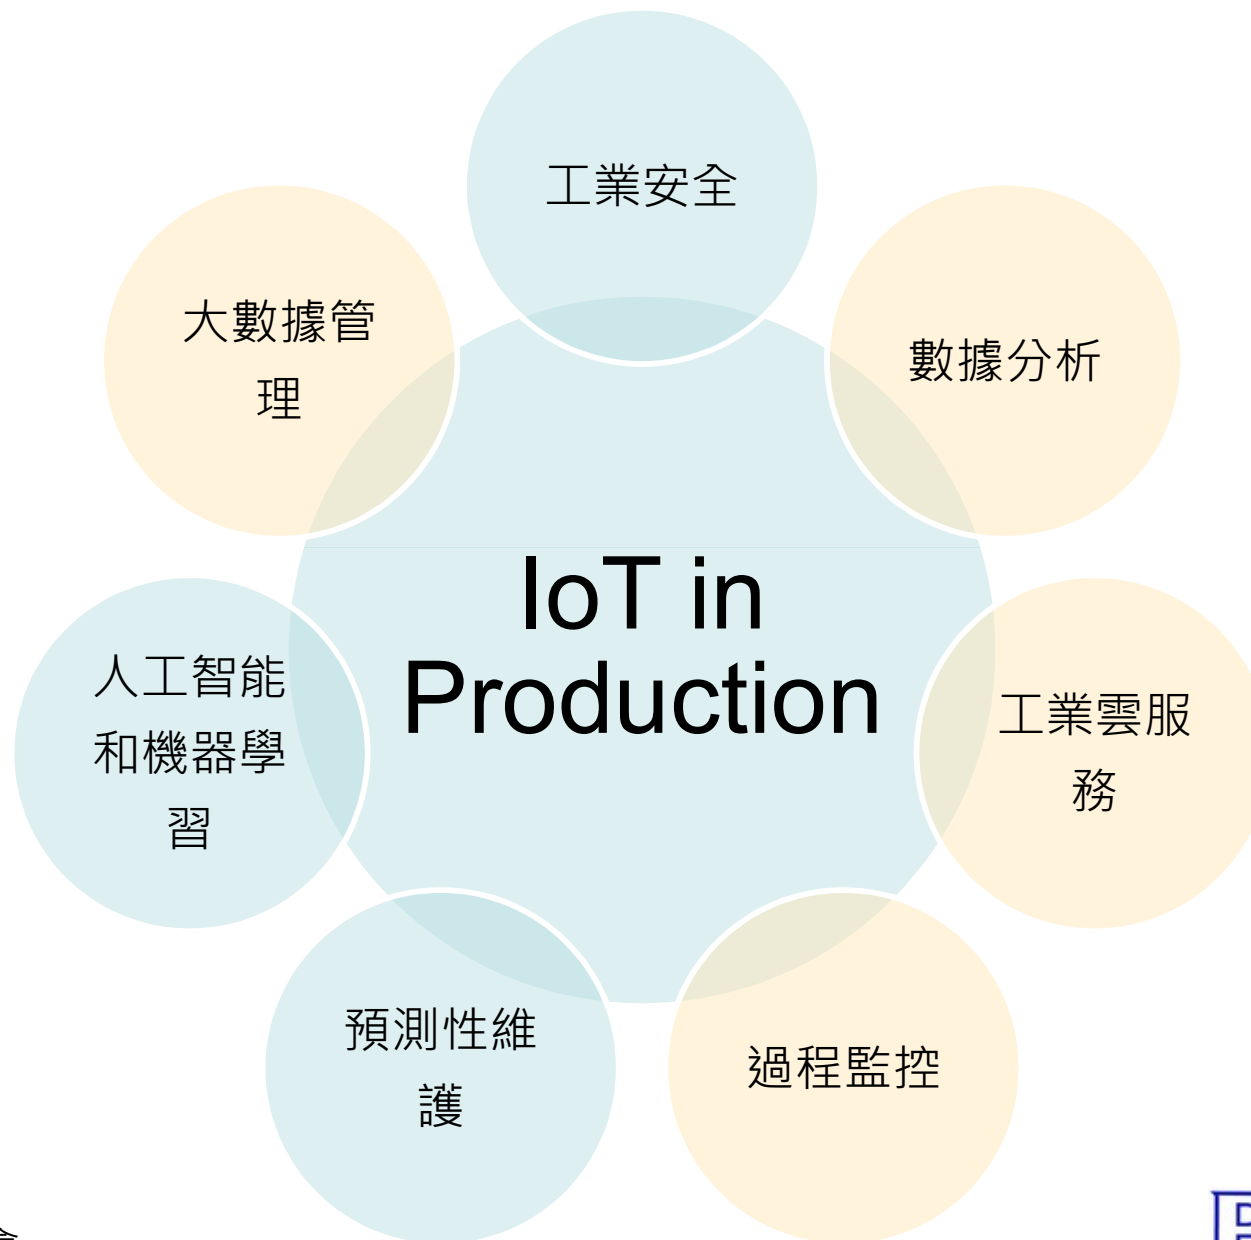 工業安全
數據分析
工業雲服
務
過程監控
預測性維
護
人工智能
和機器學
習
大數據管
理
IoT in
Production